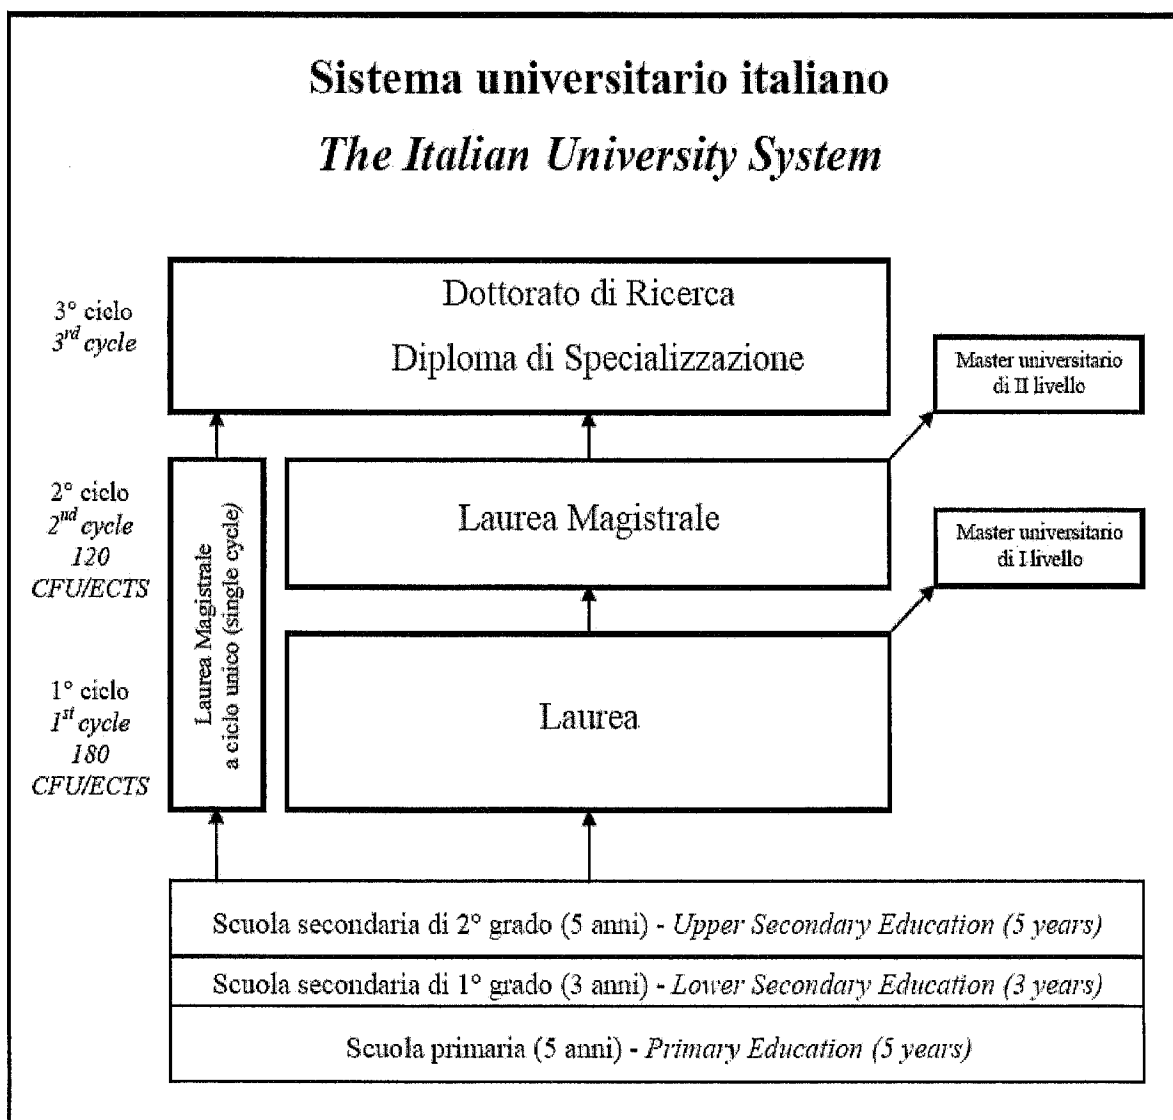 Sistema universitario italiano
The Italian University System
3° ciclo
3rd cycle
Dottorato di Ricerca
Diploma di Specializzazione
Master universitario
di II livello
2° ciclo
2nd cycle
120
CFU/ECTS
Laurea Magistrale
a ciclo unico (single cycle)
Laurea Magistrale
Master universitario
di I livello
1° ciclo
1st cycle
180
CFU/ECTS
Laurea
Scuola secondaria di 2° grado (5 anni) - Upper Secondary Education (5 years)
Scuola secondaria di 1° grado (3 anni) - Lower Secondary Education (3 years)
Scuola primaria (5 anni) - Primary Education (5 years)